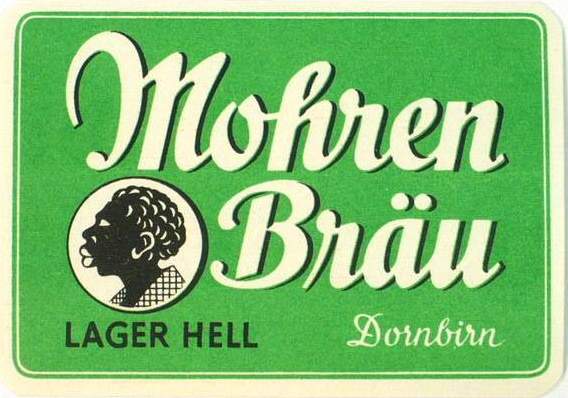 Mohren
Bräu
LAGER HELL
Dornbirn